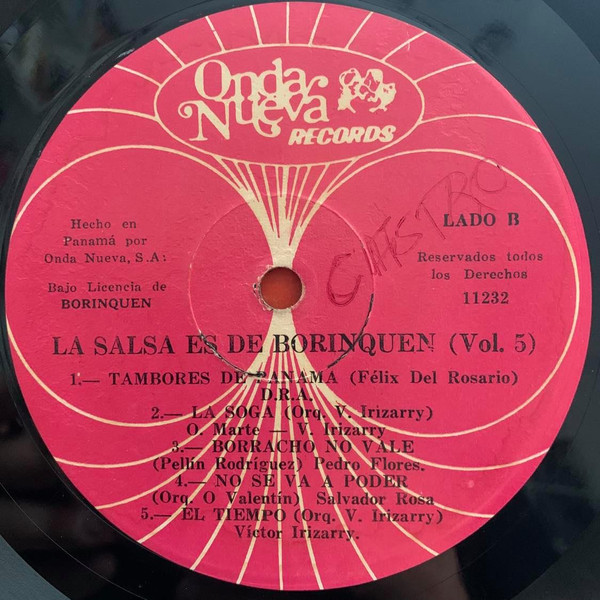 Onda
Nueva
RECORDS
Hecho en
Panamá por
Onda Nueva, S.A:
Bajo Licencia de
BORINQUEN
LADO B
Reservados todos
los Derechos
11232
LA SALSA ES DE BORINQUEN (Vol. 5)
1.— TAMBORES DE PANAMA (Félix Del Rosario)
D.R.A.
2.— LA SOGA (Orq. V. Irizarry)
O. Marte — V. Irizarry
3.— BORRACHO NO VALE
(Pellín Rodríguez) Pedro Flores.
4.— NO SE VA A PODER
(Orq. O Valentín) Salvador Rosa
5.— EL TIEMPO (Orq. V. Irizarry)
Víctor Irizarry.